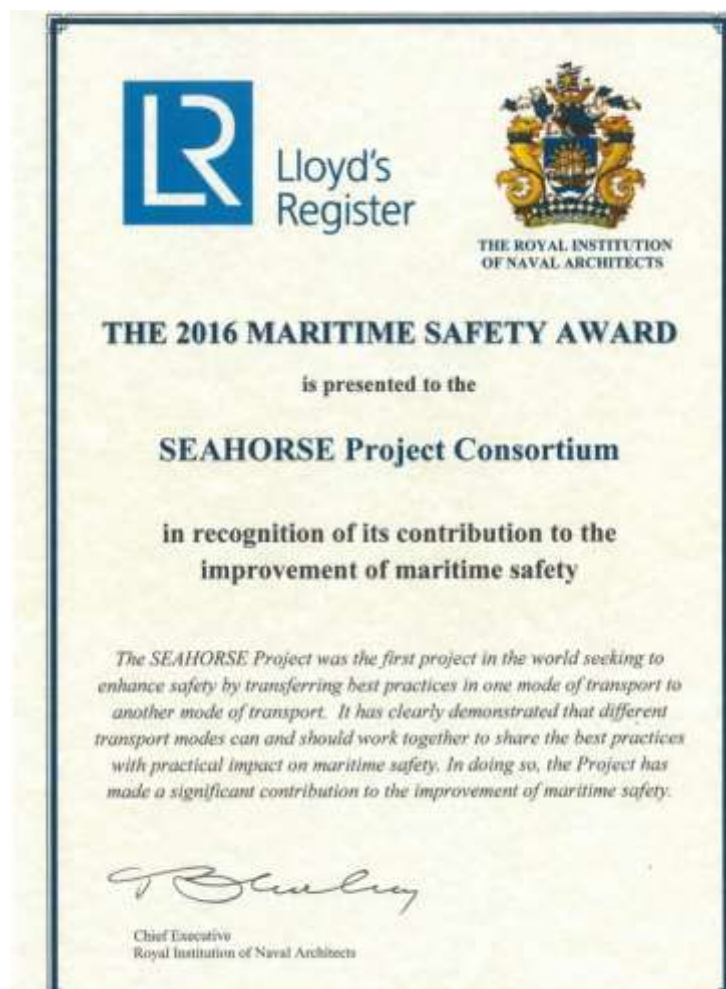 LR
Lloyd's
Register
THE ROYAL INSTITUTION
OF NAVAL ARCHITECTS
THE 2016 MARITIME SAFETY AWARD
is presented to the
SEAHORSE Project Consortium
in recognition of its contribution to the
improvement of maritime safety
The SEAHORSE Project was the first project in the world seeking to
enhance safety by transferring best practices in one mode of transport to
another mode of transport. It has clearly demonstrated that different
transport modes can and should work together to share the best practices
with practical impact on maritime safety. In doing so, the Project has
made a significant contribution to the improvement of maritime safety.
Chief Executive
Royal Institution of Naval Architects